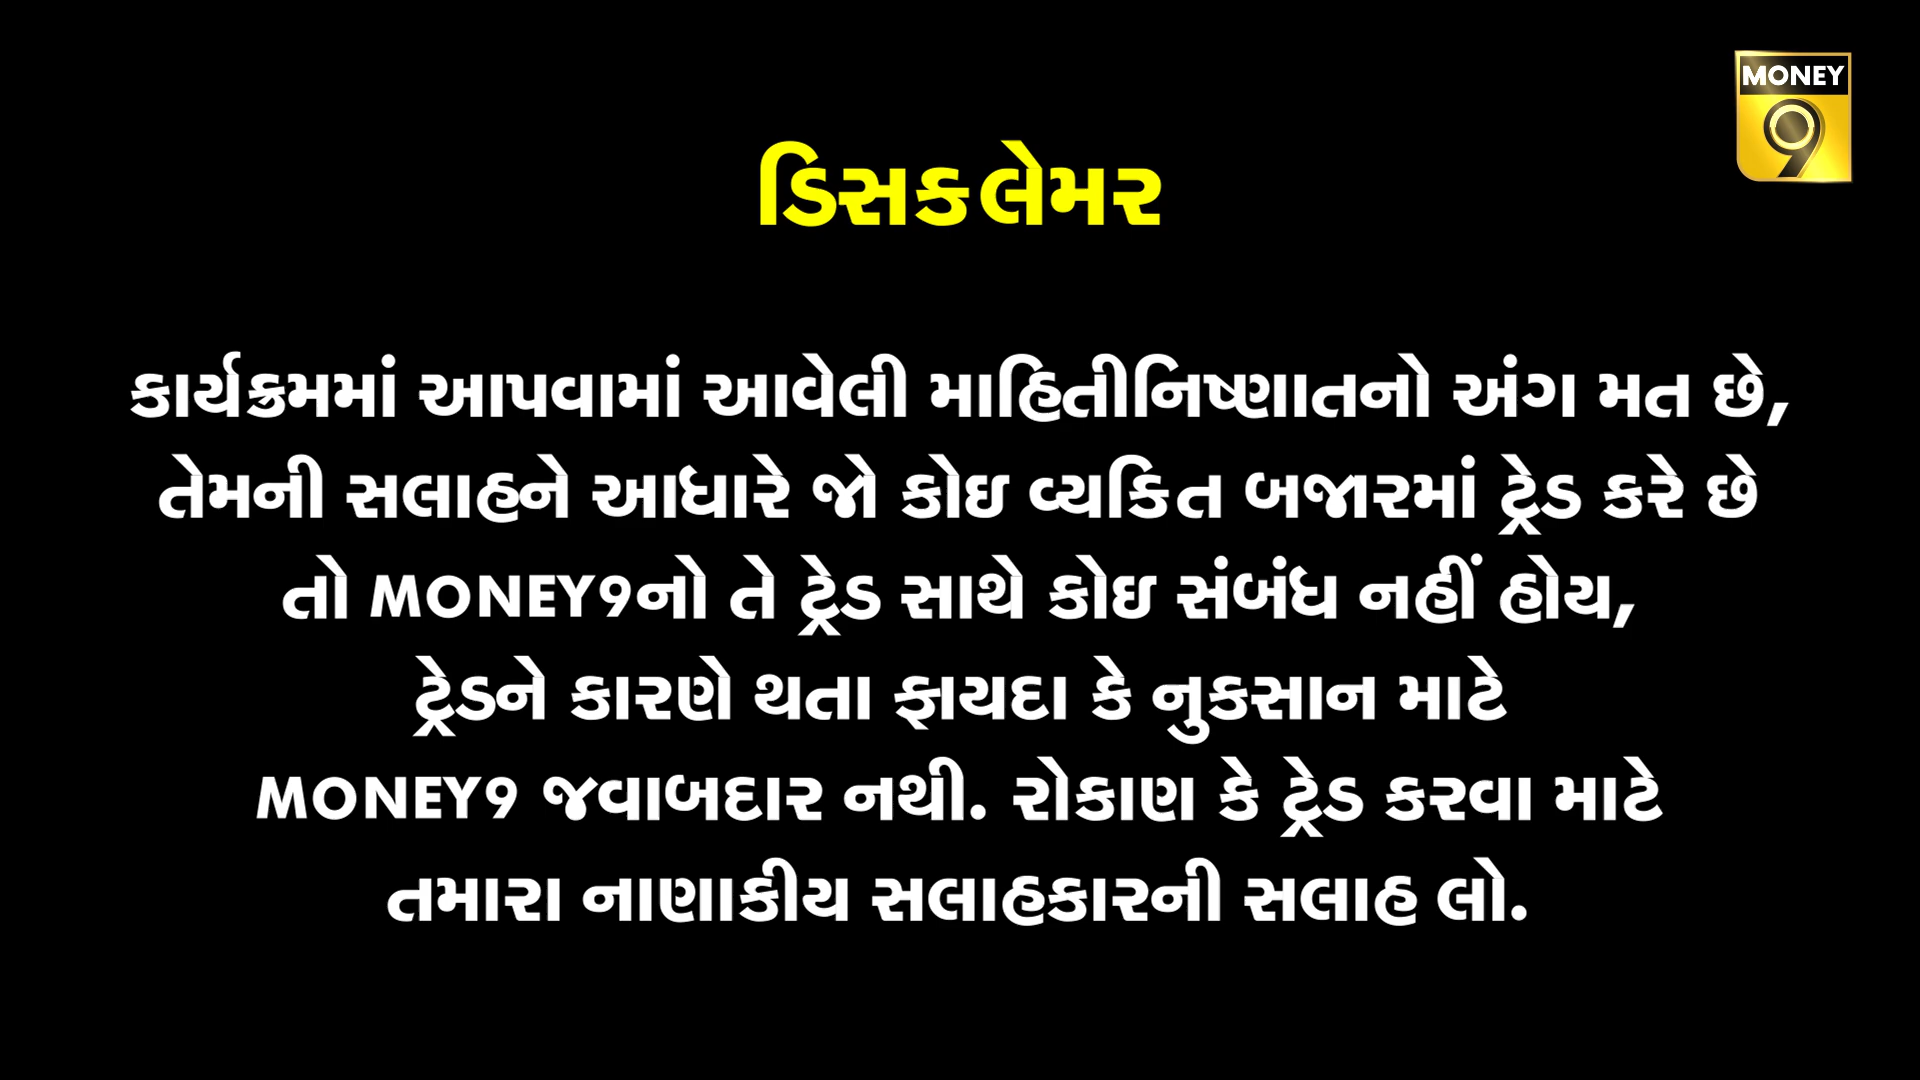 MONEY
9
ડિસકલેમર
કાર્યક્રમમાં આપવામાં આવેલી માહિતીનિષ્ણાતનો અંગ મત છે,
તેમની સલાહને આધારે જો કોઇ વ્યકિત બજારમાં ટ્રેડ કરે છે
તો MONEY9નો તે ટ્રેડ સાથે કોઇ સંબંધ નહીં હોય,
ટ્રેડને કારણે થતા ફાયદા કે નુકસાન માટે
MONEY9 જવાબદાર નથી. રોકાણ કે ટ્રેડ કરવા માટે
તમારા નાણાકીય સલાહકારની સલાહ લો.